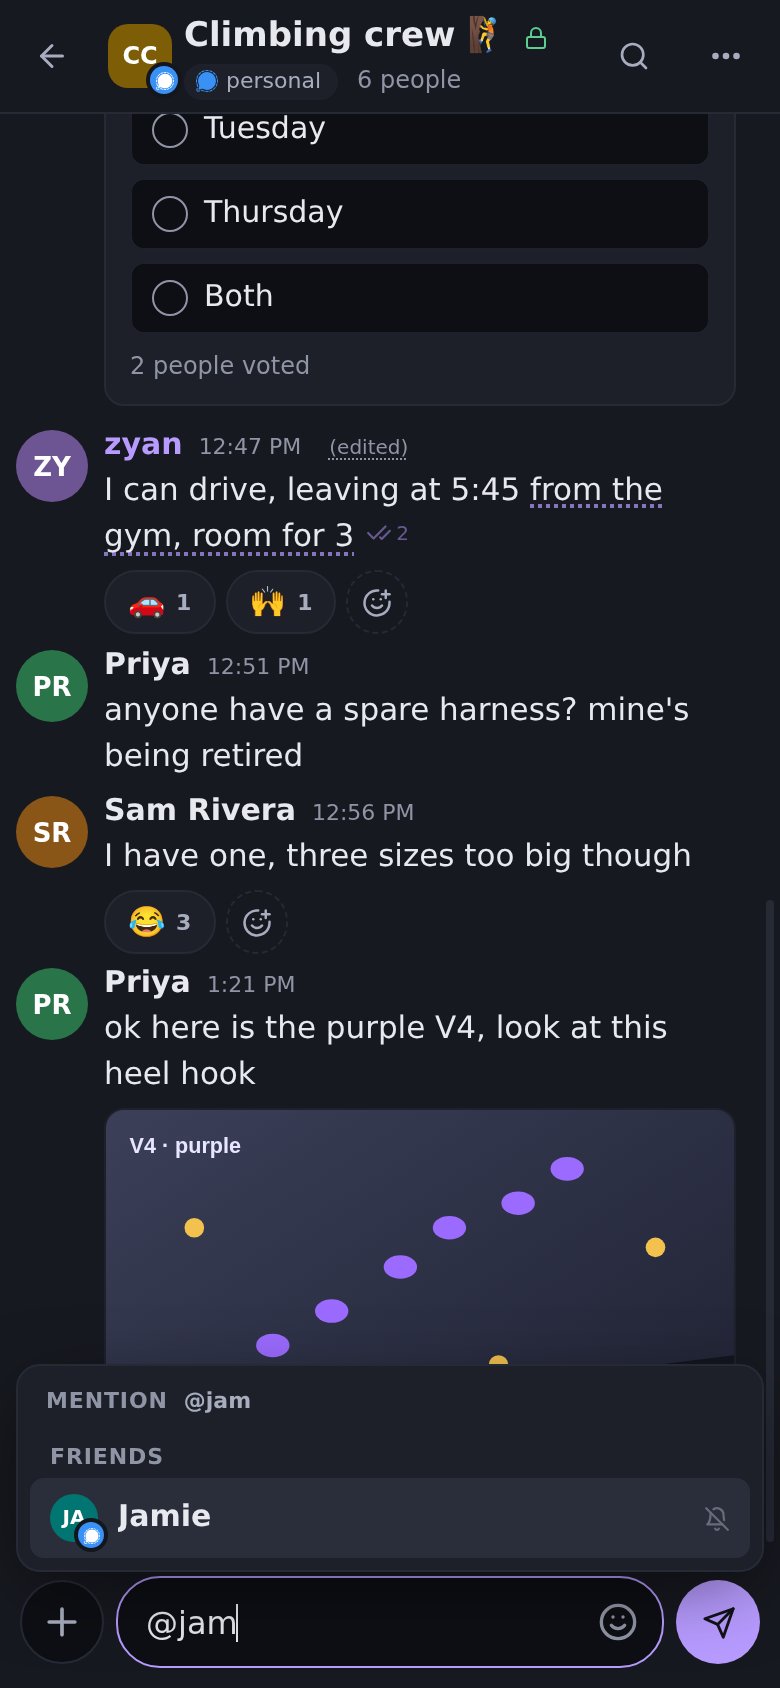 CC
Climbing crew
personal 6 people
Tuesday
Thursday
Both
2 people voted
ZY
zyan 12:47 PM (edited)
I can drive, leaving at 5:45 from the
gym, room for 3 2
1 1
PR
Priya 12:51 PM
anyone have a spare harness? mine's
being retired
SR
Sam Rivera 12:56 PM
I have one, three sizes too big though
3
PR
Priya 1:21 PM
ok here is the purple V4, look at this
heel hook
V4 · purple
MENTION @jam
FRIENDS
JA Jamie
@jam